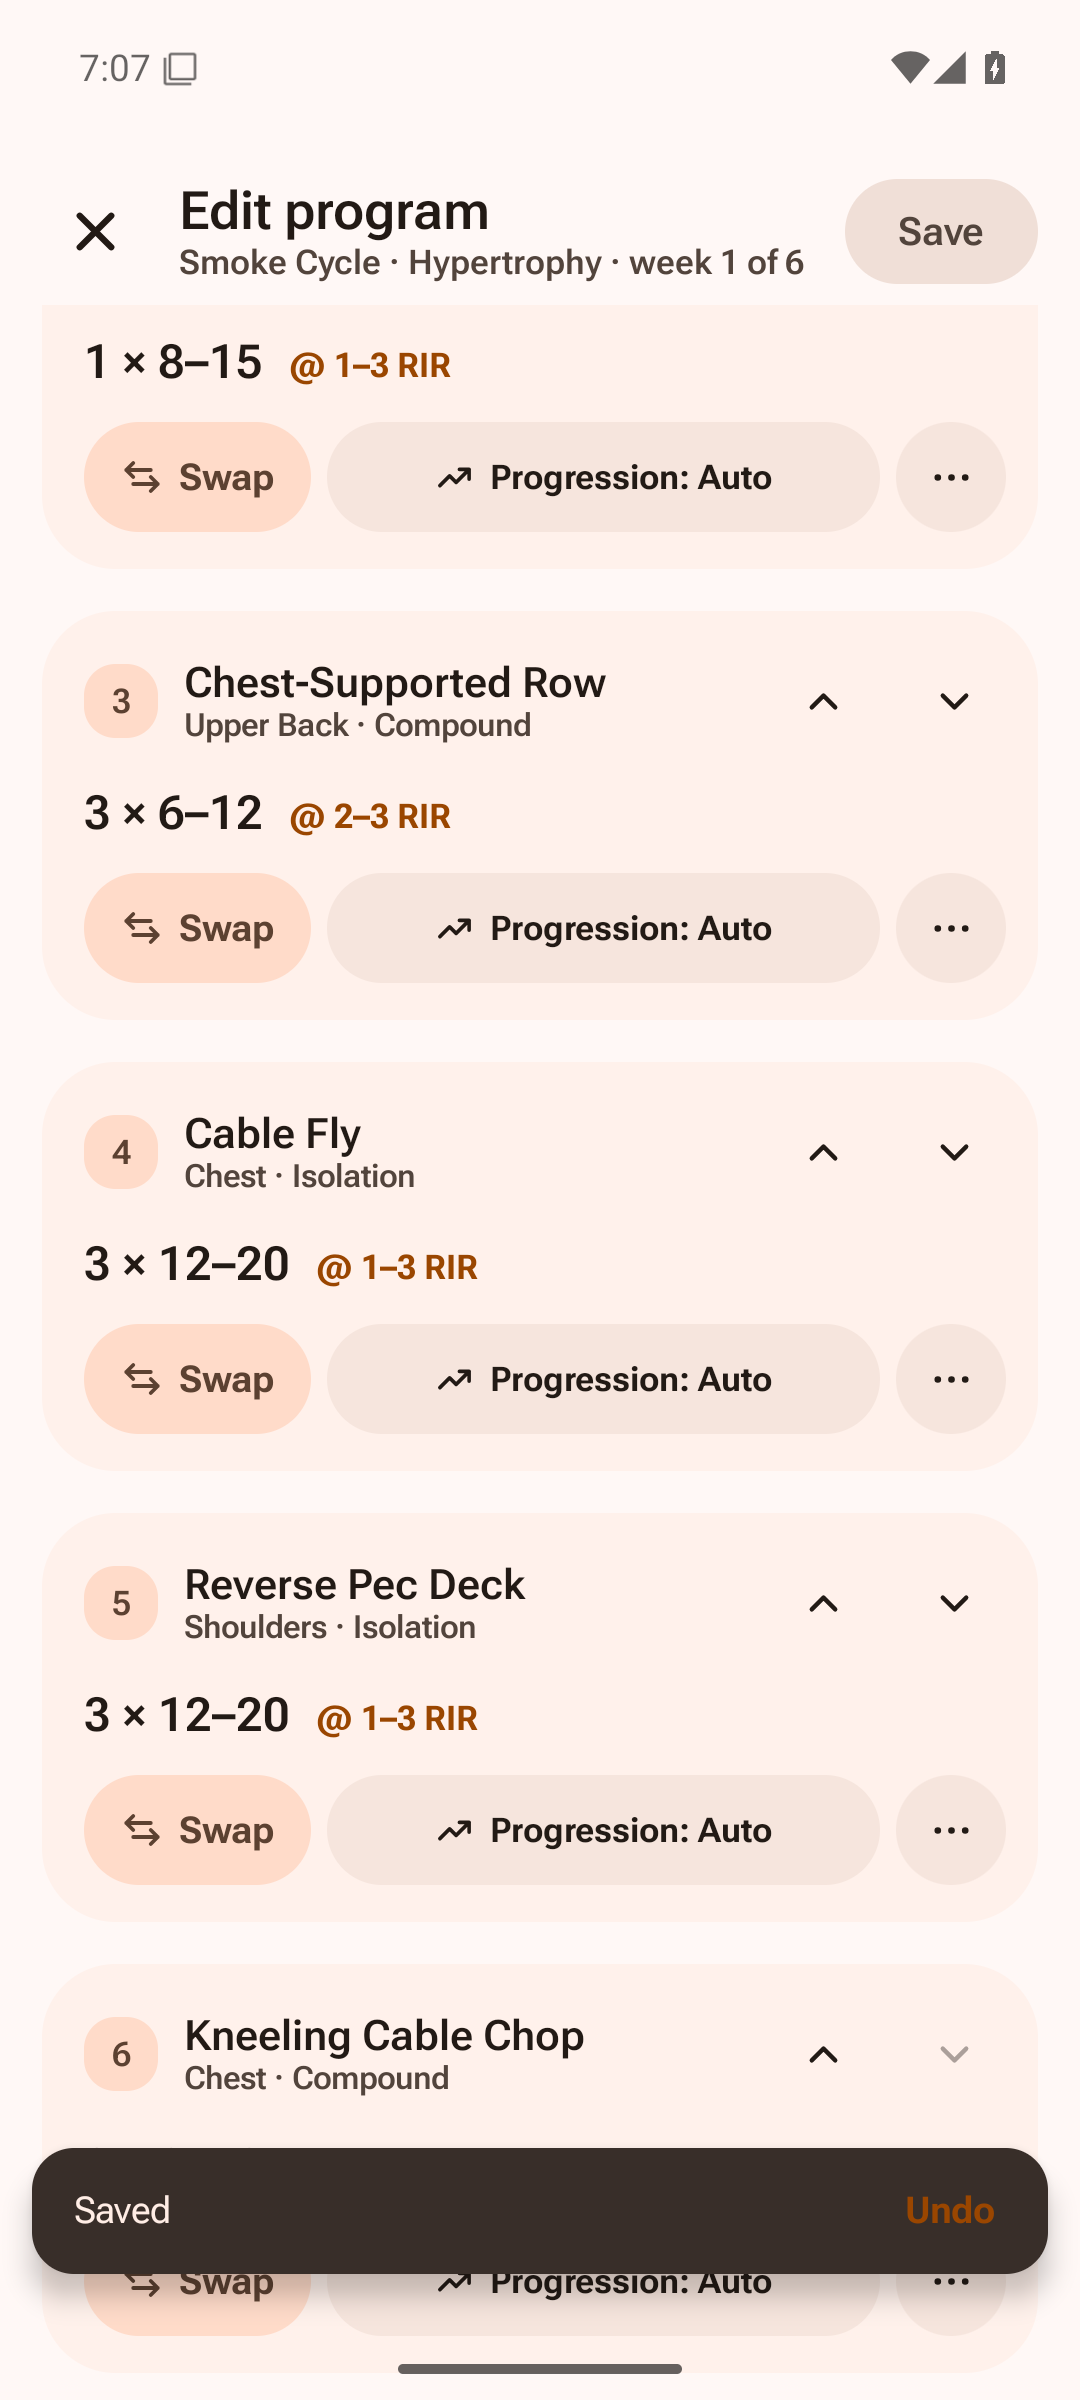 7:07
Edit program
Smoke Cycle · Hypertrophy · week 1 of 6
Save
1 × 8–15 @ 1–3 RIR
Swap
Progression: Auto
3
Chest-Supported Row
Upper Back · Compound
3 × 6–12 @ 2–3 RIR
Swap
Progression: Auto
4
Cable Fly
Chest · Isolation
3 × 12–20 @ 1–3 RIR
Swap
Progression: Auto
5
Reverse Pec Deck
Shoulders · Isolation
3 × 12–20 @ 1–3 RIR
Swap
Progression: Auto
6
Kneeling Cable Chop
Chest · Compound
Saved
Undo
Swap
Progression: Auto